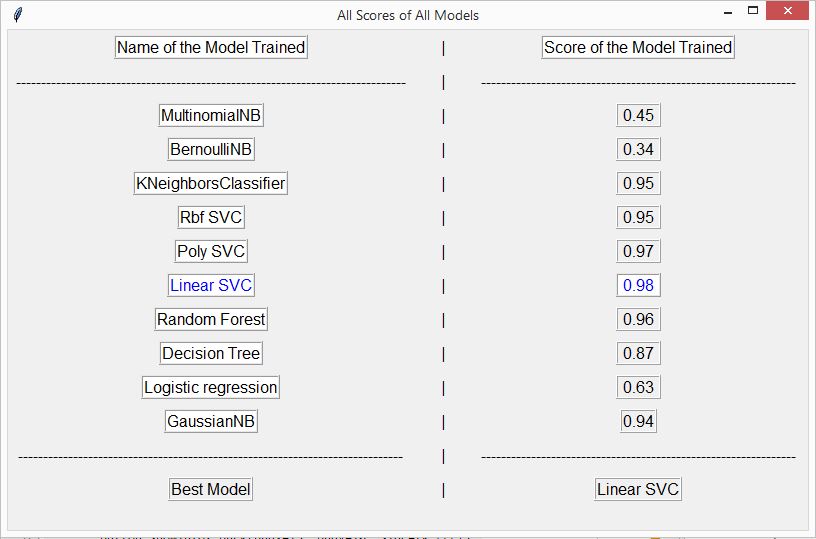 All Scores of All Models
Name of the Model Trained | Score of the Model Trained
------------------------------------------------------------------------------ | ---------------------------------------------------------------
MultinomialNB | 0.45
BernoulliNB | 0.34
KNeighborsClassifier | 0.95
Rbf SVC | 0.95
Poly SVC | 0.97
Linear SVC | 0.98
Random Forest | 0.96
Decision Tree | 0.87
Logistic regression | 0.63
GaussianNB | 0.94
----------------------------------------------------------------------------- | ---------------------------------------------------------------
Best Model | Linear SVC